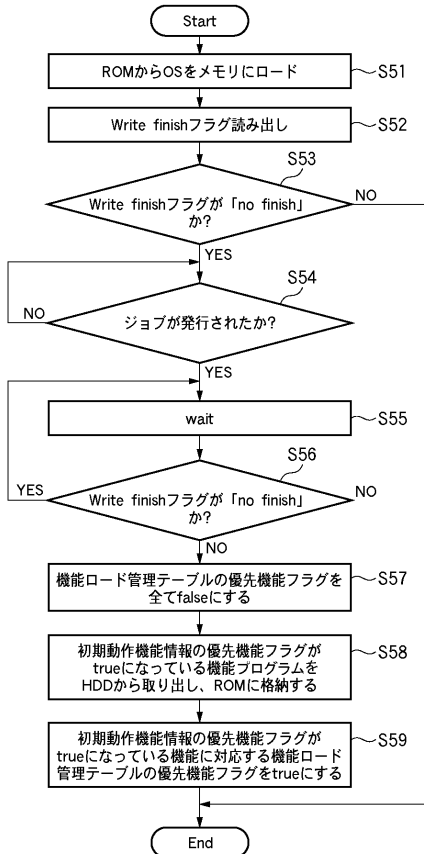 Start
ROMからOSをメモリにロード
S51
Write finishフラグ読み出し
S52
S53
Write finishフラグが「no finish」
か?
NO
YES
S54
ジョブが発行されたか?
NO
YES
wait
S55
S56
Write finishフラグが「no finish」
か?
YES
NO
NO
機能ロード管理テーブルの優先機能フラグを
全てfalseにする
S57
初期動作機能情報の優先機能フラグが
trueになっている機能プログラムを
HDDから取り出し、ROMに格納する
S58
初期動作機能情報の優先機能フラグが
trueになっている機能に対応する機能ロード
管理テーブルの優先機能フラグをtrueにする
S59
End